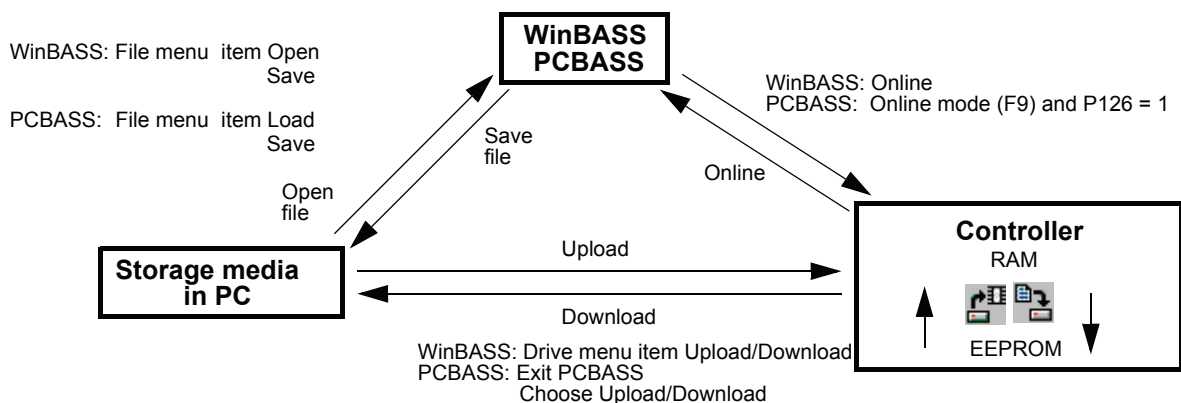 WinBASS
PCBASS
WinBASS: File menu item Open
Save
PCBASS: File menu item Load
Save
WinBASS: Online
PCBASS: Online mode (F9) and P126 = 1
Save
file
Online
Open
file
Storage media
in PC
Upload
Download
Controller
RAM
EEPROM
WinBASS: Drive menu item Upload/Download
PCBASS: Exit PCBASS
Choose Upload/Download